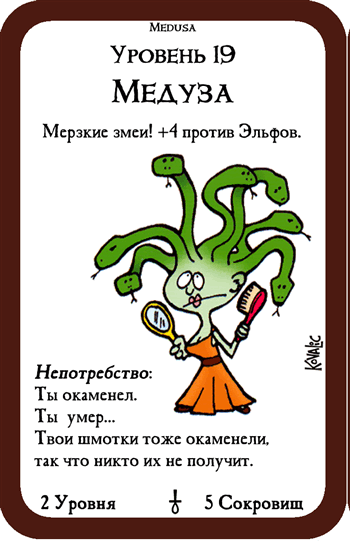 Medusa
Уровень 19
Медуза
Мерзкие змеи! +4 против Эльфов.
Kovalic
Непотребство:
Ты окаменел.
Ты умер...
Твои шмотки тоже окаменели,
так что никто их не получит.
2 Уровня 5 Сокровищ